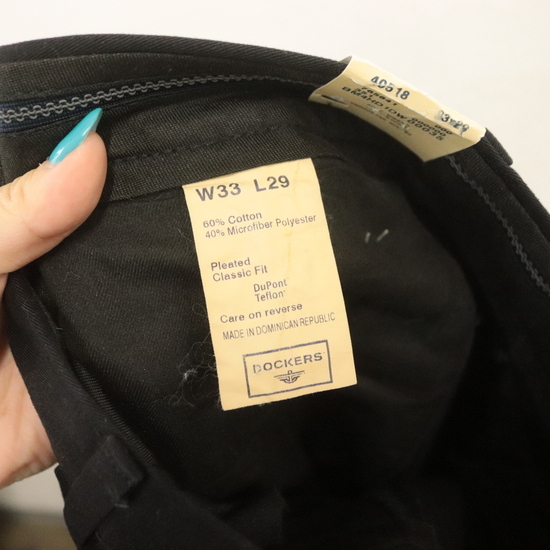 40518
W33 L29
60% Cotton
40% Microfiber Polyester
Pleated
Classic Fit
DuPont
Teflon
Care on reverse
MADE IN DOMINICAN REPUBLIC
DOCKERS